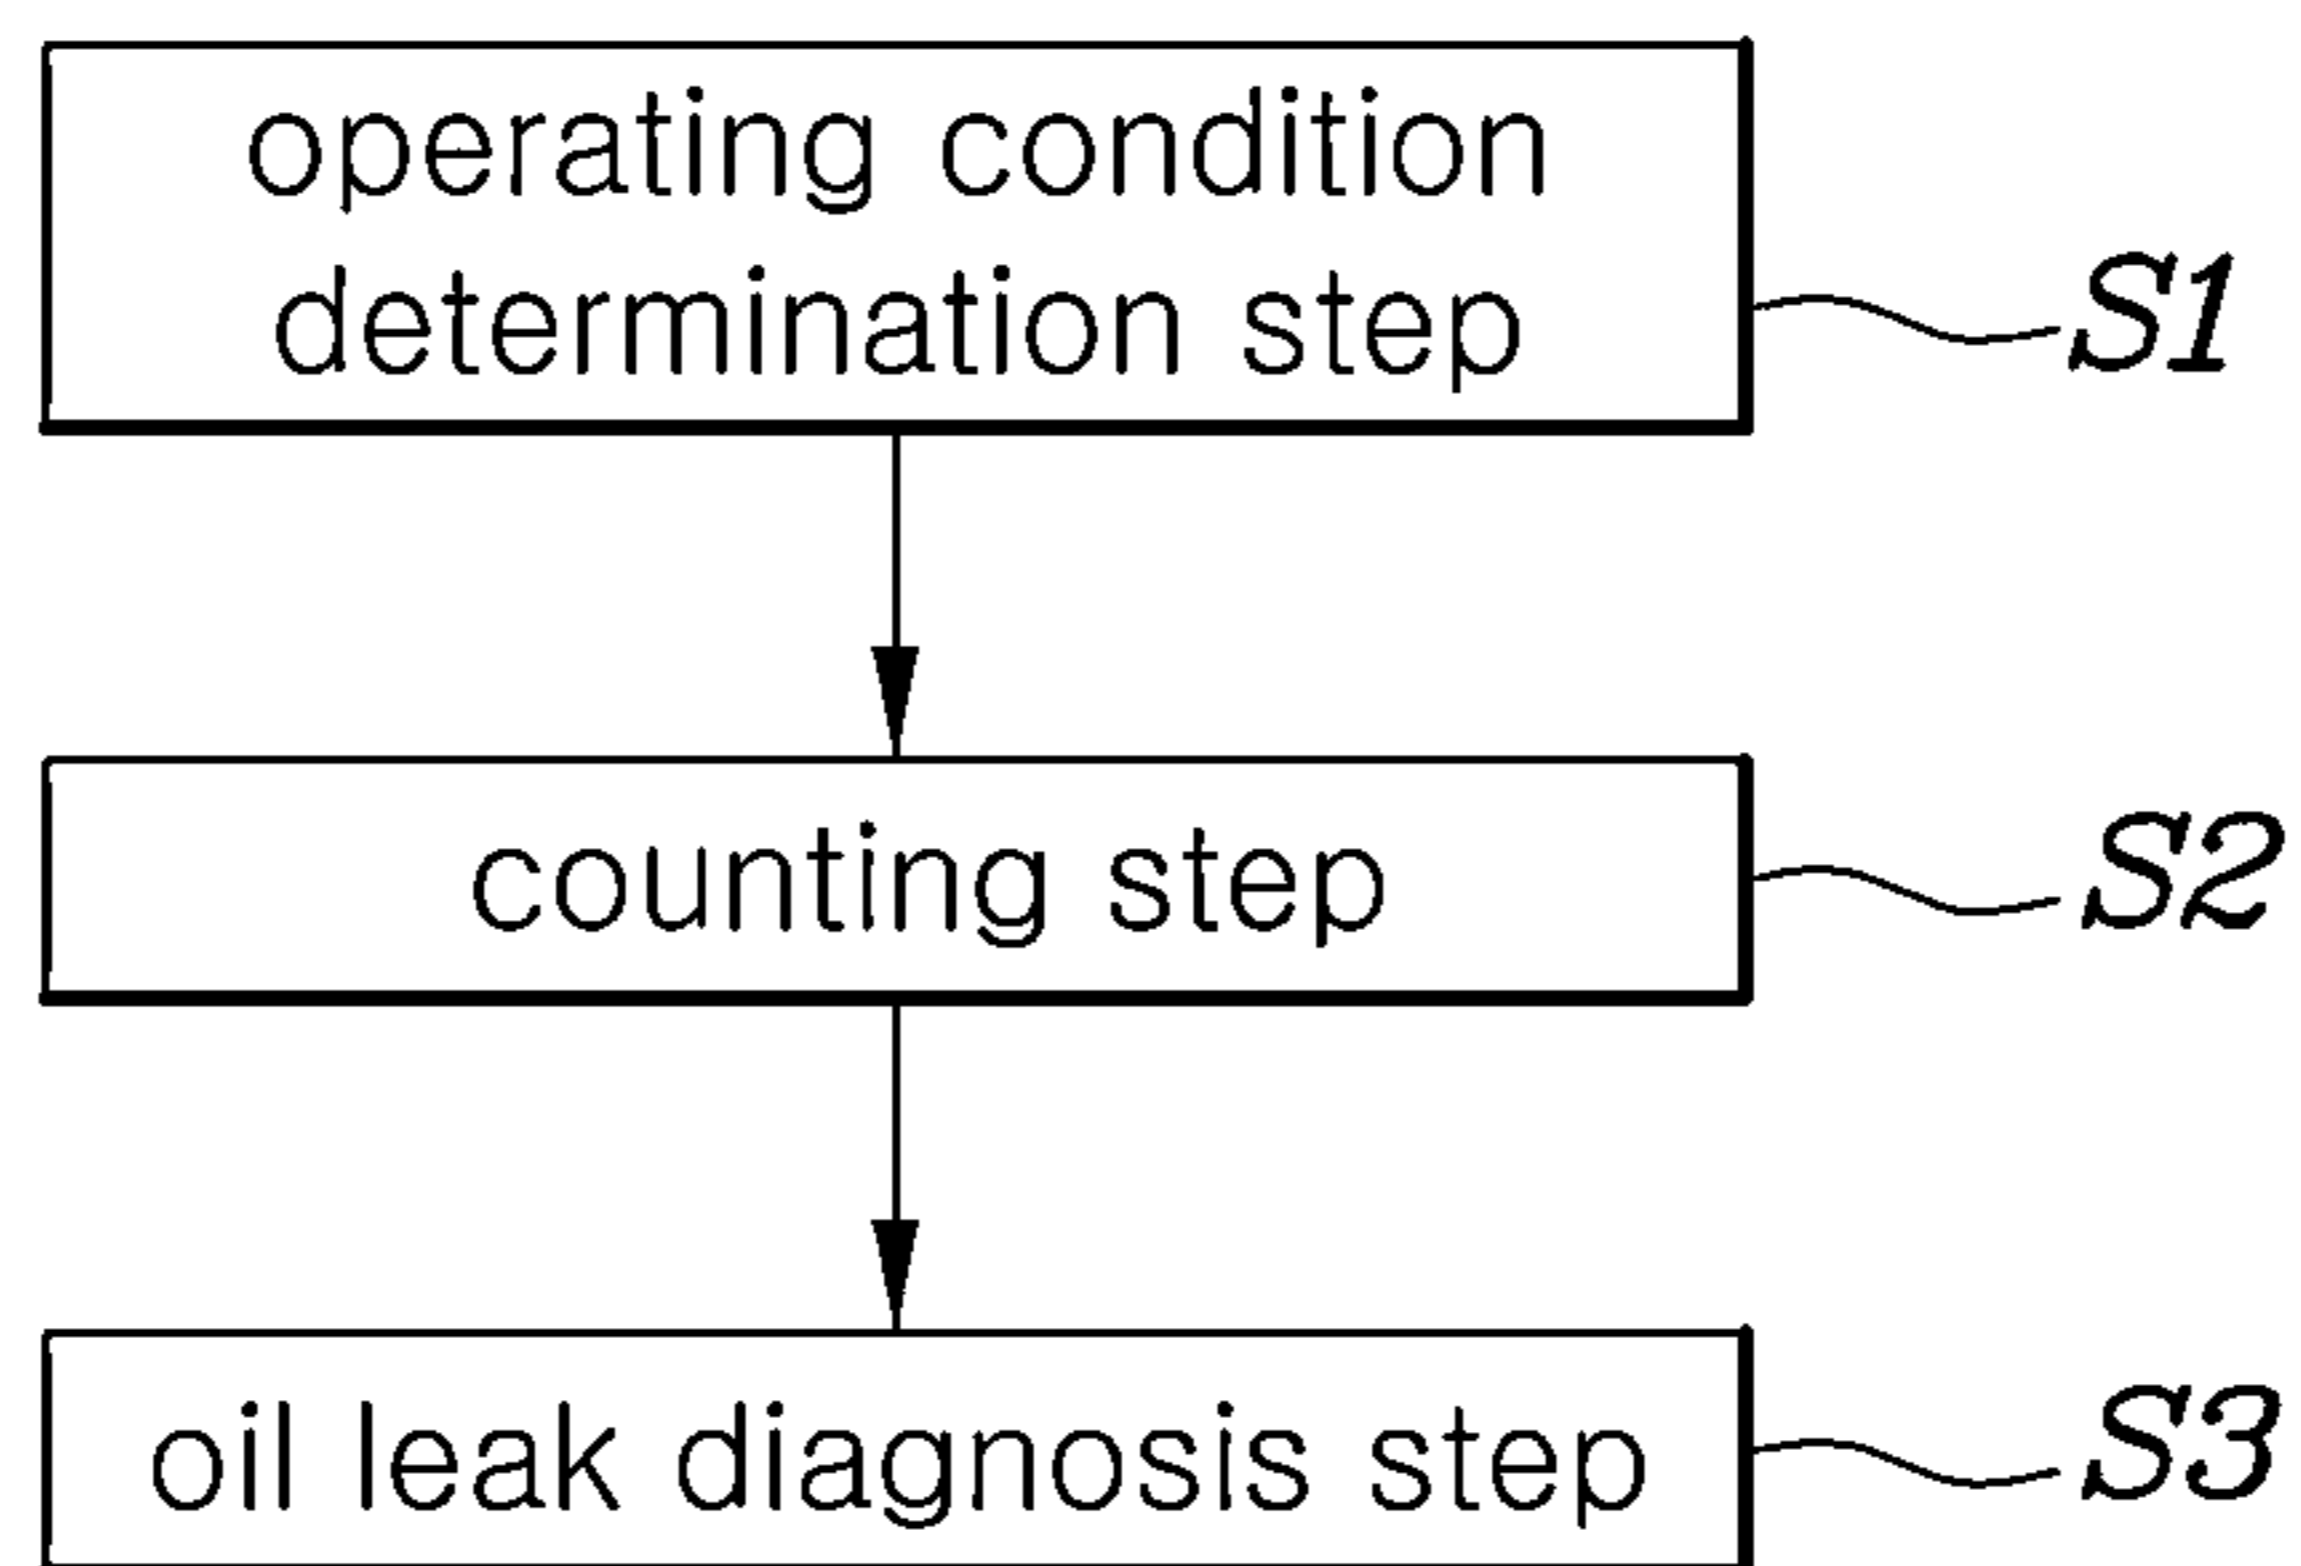 operating condition
determination step
S1
counting step
S2
oil leak diagnosis step
S3